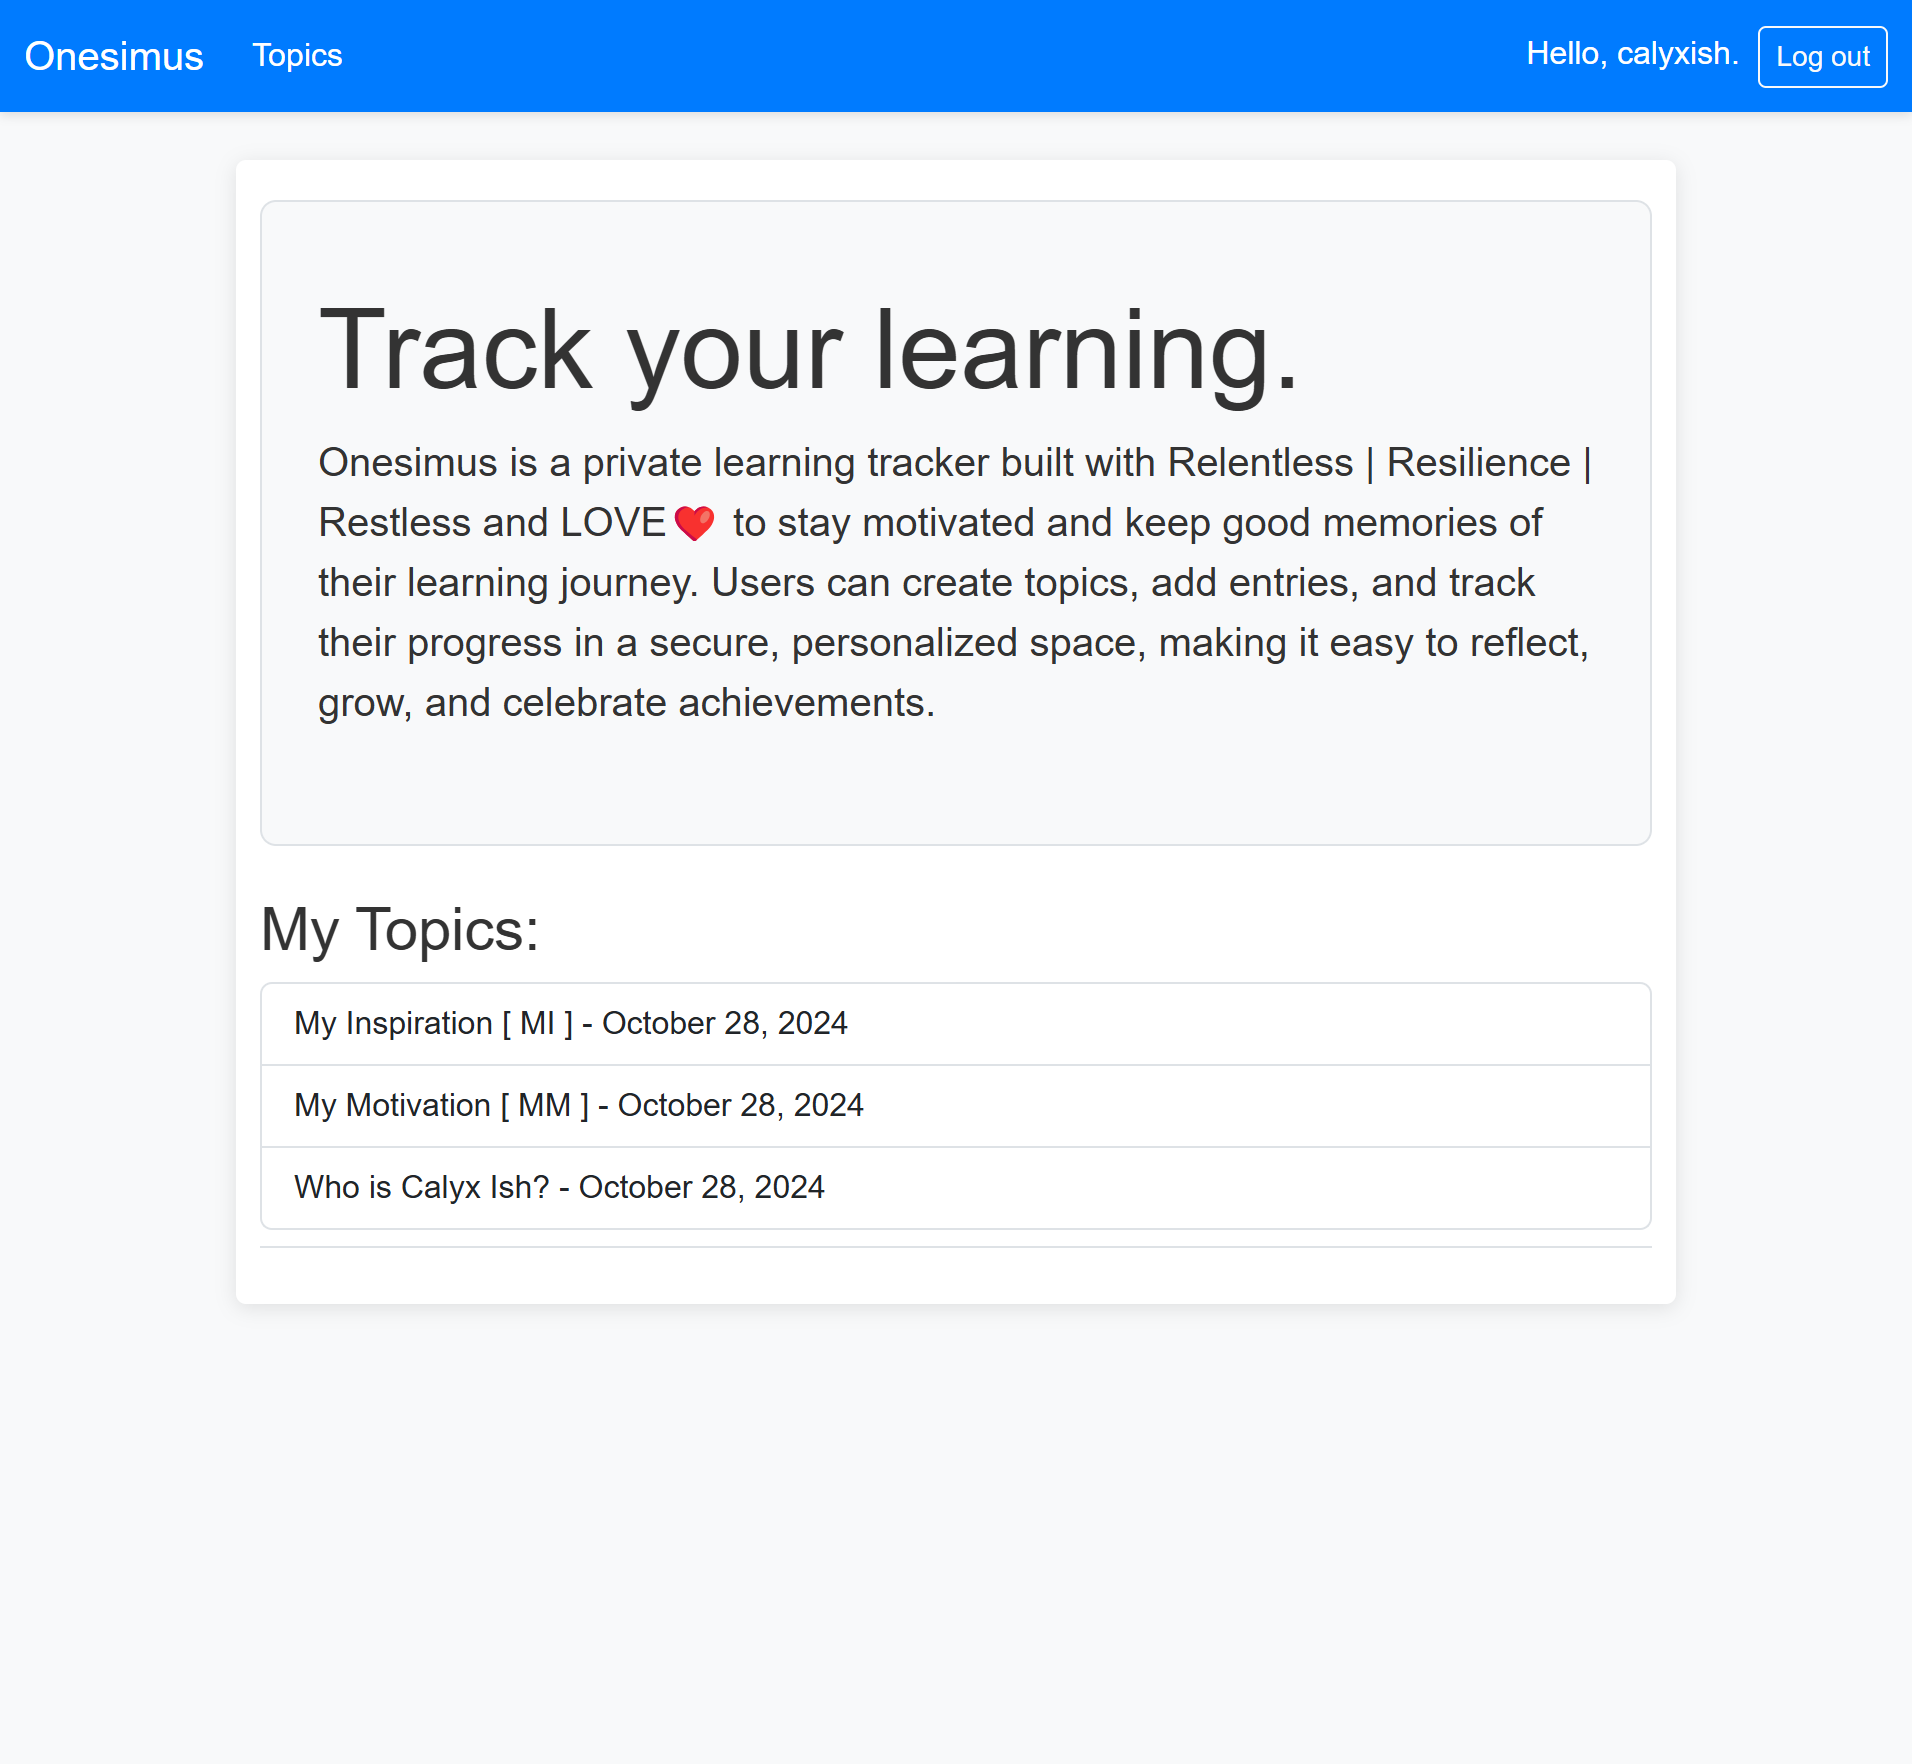 Onesimus Topics Hello, calyxish. Log out
Track your learning.
Onesimus is a private learning tracker built with Relentless | Resilience |
Restless and LOVE❤️ to stay motivated and keep good memories of
their learning journey. Users can create topics, add entries, and track
their progress in a secure, personalized space, making it easy to reflect,
grow, and celebrate achievements.
My Topics:
My Inspiration [ MI ] - October 28, 2024
My Motivation [ MM ] - October 28, 2024
Who is Calyx Ish? - October 28, 2024